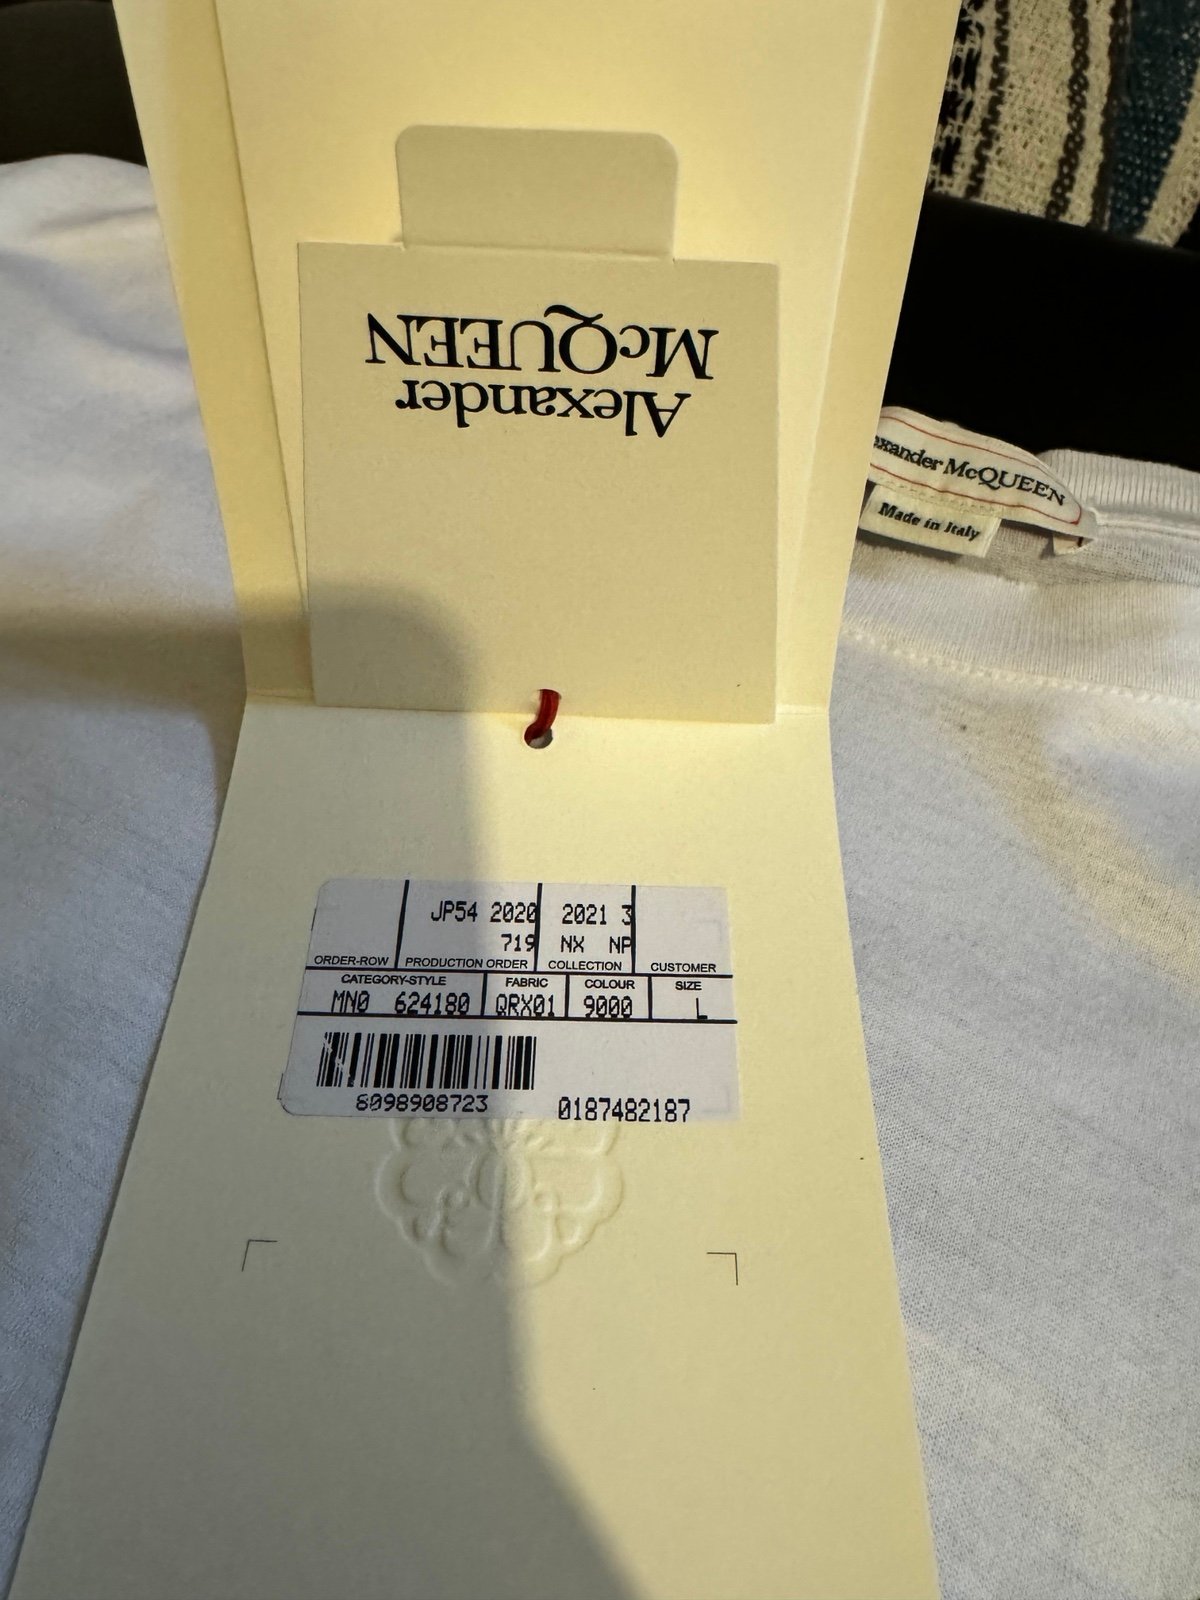 Alexander
McQUEEN
exander McQUEEN
Made in Italy
JP54 2020 2021 3
719 NX NP
ORDER-ROW PRODUCTION ORDER COLLECTION CUSTOMER
CATEGORY-STYLE FABRIC COLOUR SIZE
MN0 624180 QRX01 9000 L
8098908723 0187482187